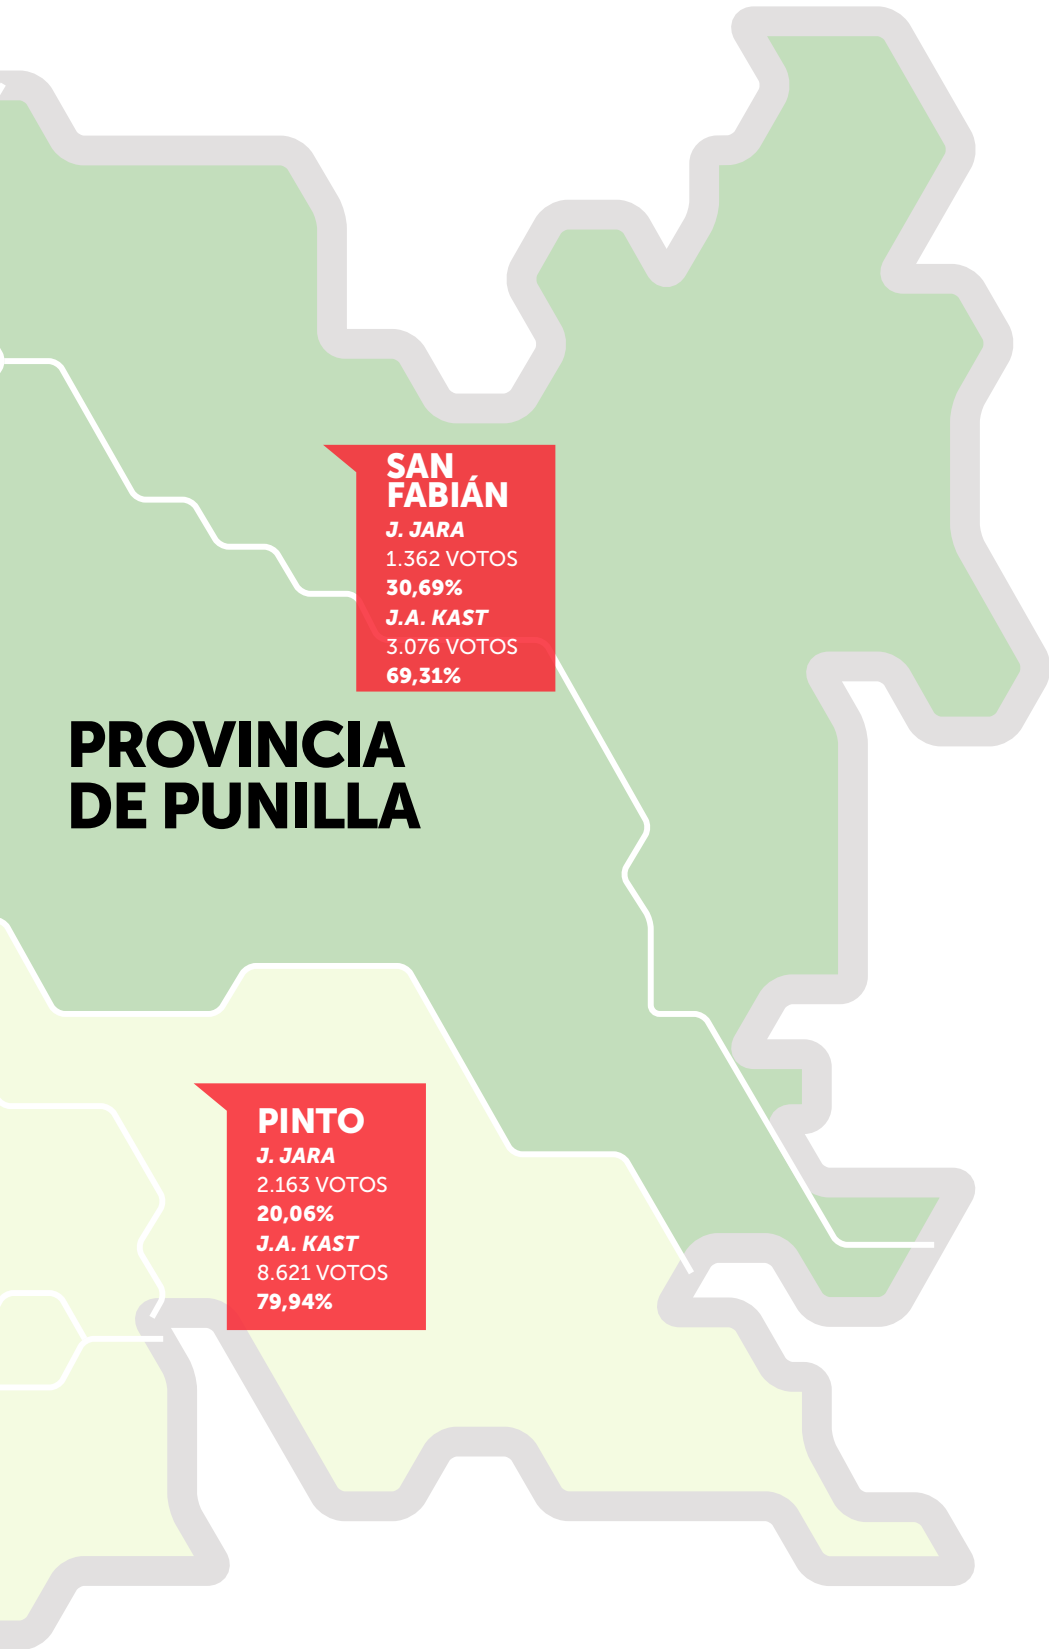 SAN
FABIÁN
J. JARA
1.362 VOTOS
30,69%
J.A. KAST
3.076 VOTOS
69,31%
PROVINCIA
DE PUNILLA
PINTO
J. JARA
2.163 VOTOS
20,06%
J.A. KAST
8.621 VOTOS
79,94%